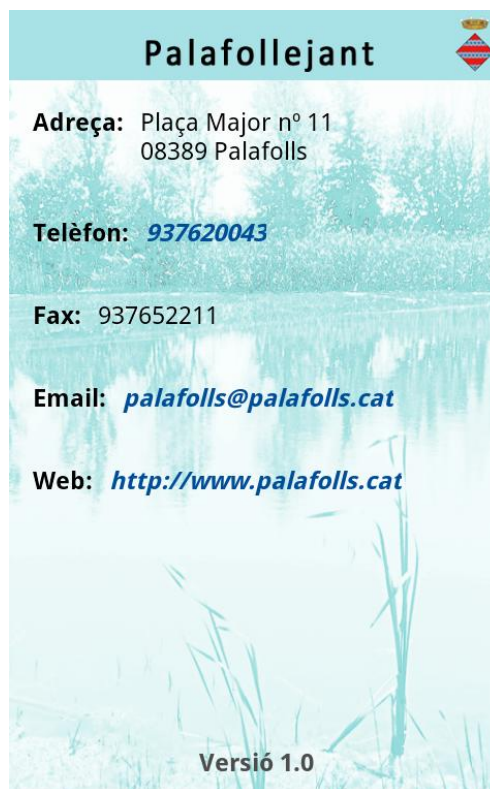 Palafollejant
Adreça: Plaça Major nº 11
08389 Palafolls
Telèfon: 937620043
Fax: 937652211
Email: palafolls@palafolls.cat
Web: http://www.palafolls.cat
Versió 1.0